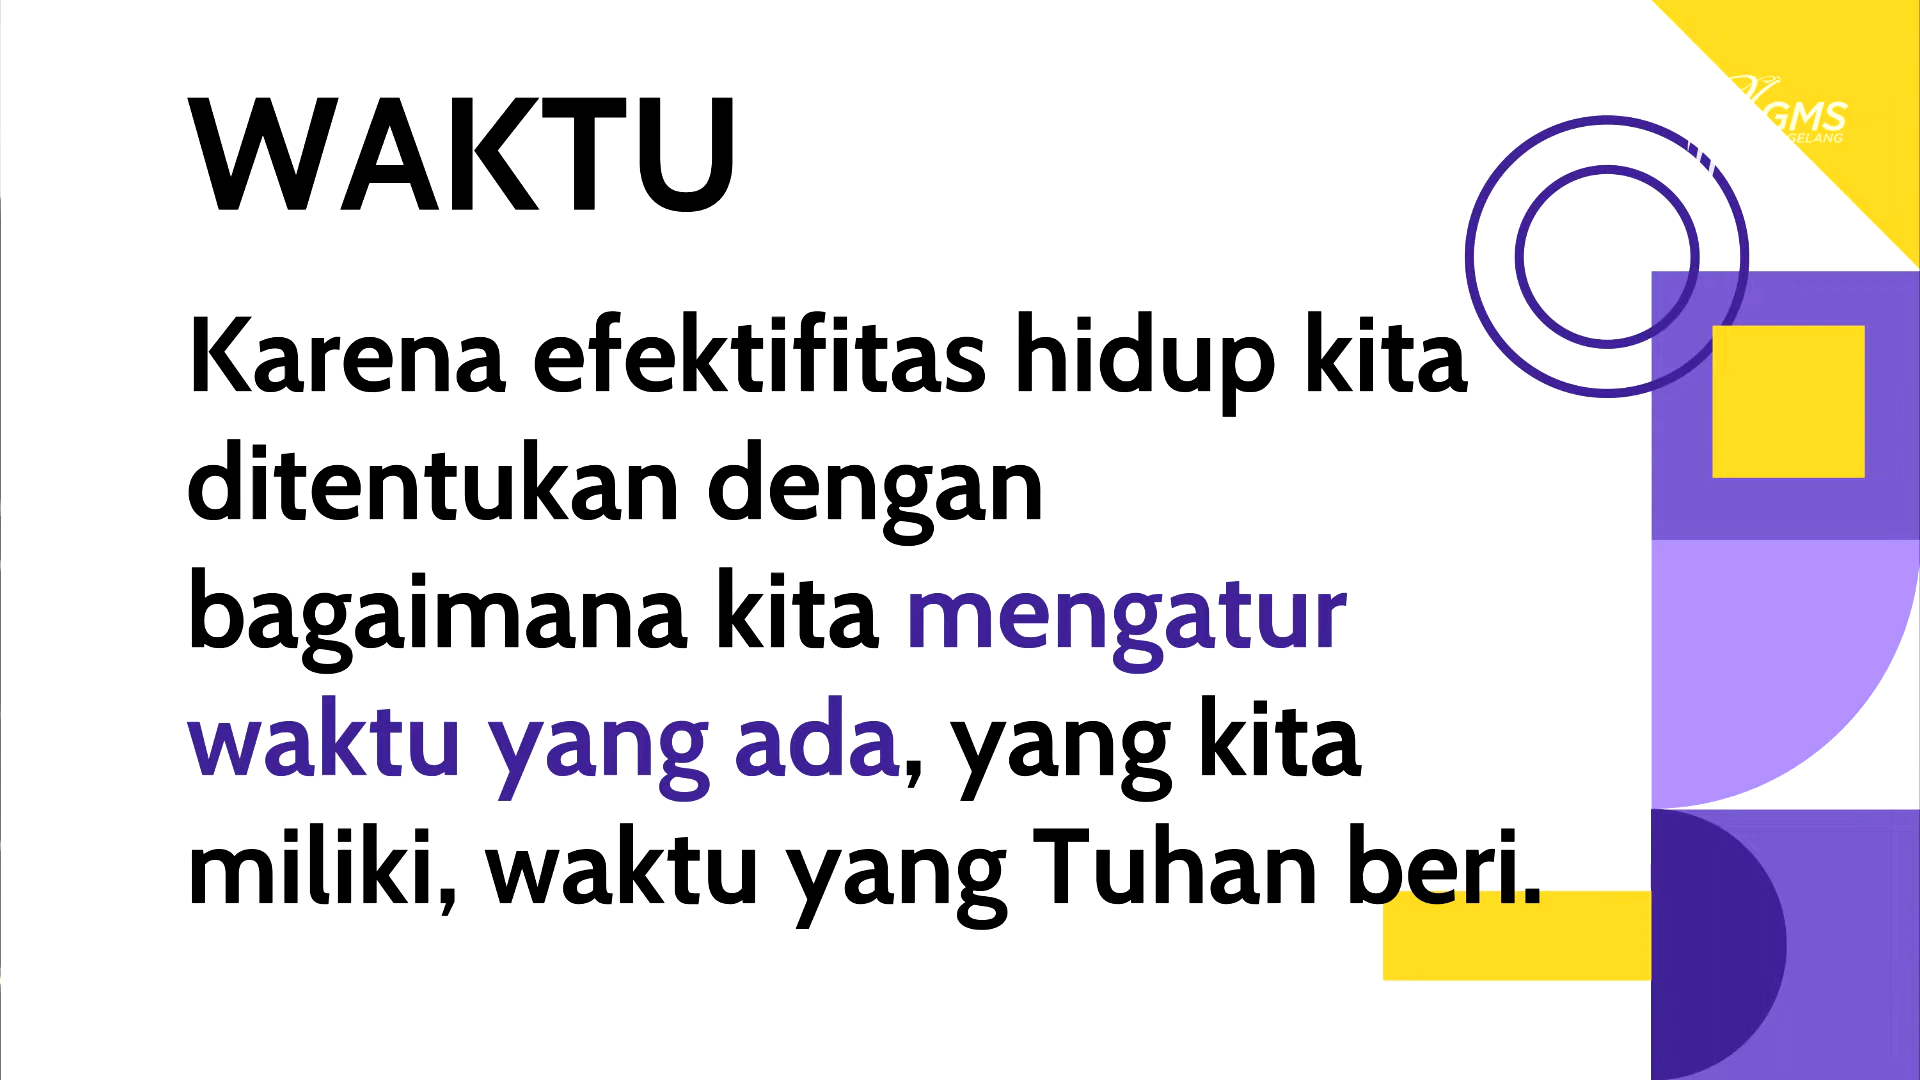 WAKTU
GMS
GELANG
Karena efektifitas hidup kita
ditentukan dengan
bagaimana kita mengatur
waktu yang ada, yang kita
miliki, waktu yang Tuhan beri.